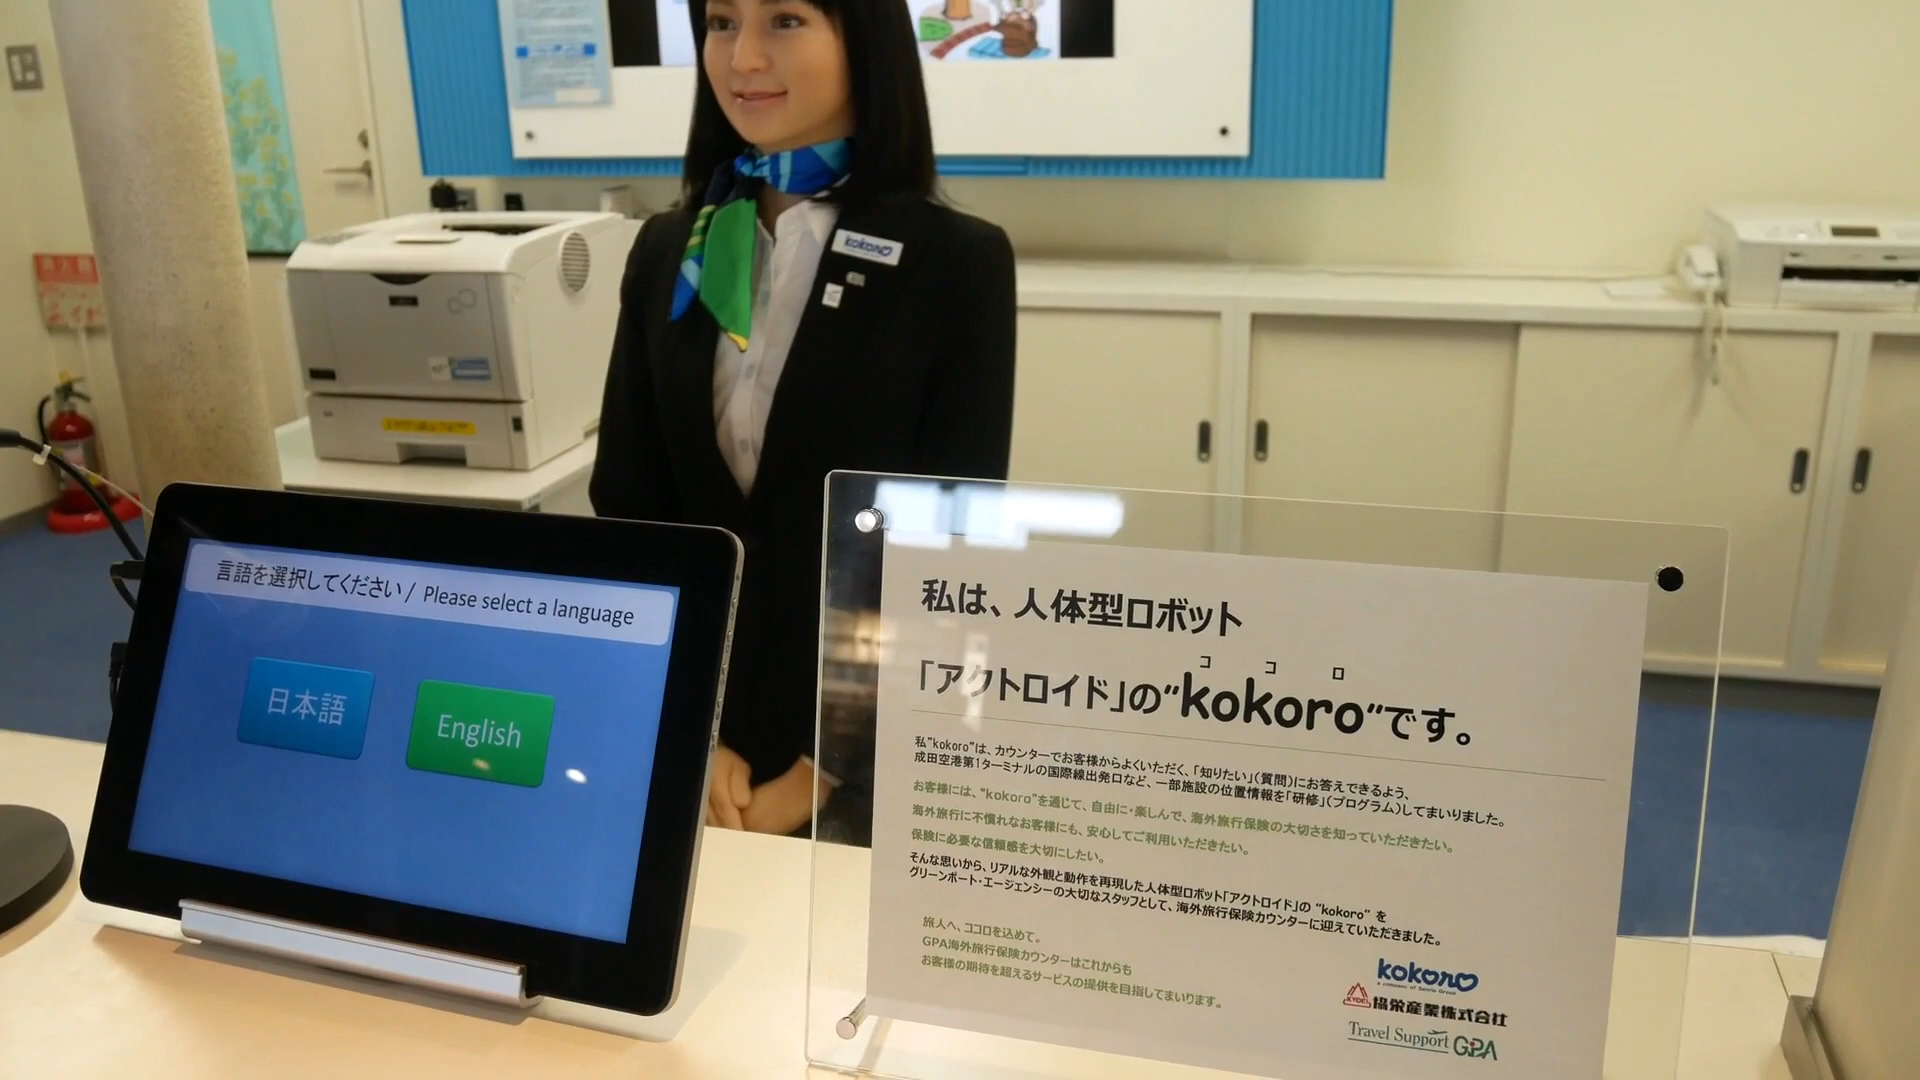 kokoro
言語を選択してください / Please select a language
日本語
English
私は、人体型ロボット
コ コ ロ
「アクトロイド」の“kokoro”です。
私“kokoro”は、カウンターでお客様からよくいただく、「知りたい」(質問)にお答えできるよう、
成田空港第1ターミナルの国際線出発口など、一部施設の位置情報を「研修」(プログラム)してまいりました。
お客様には、“kokoro”を通じて、自由に・楽しんで、海外旅行保険の大切さを知っていただきたい。
海外旅行に不慣れなお客様にも、安心してご利用いただきたい。
保険に必要な信頼感を大切にしたい。
そんな思いから、リアルな外観と動作を再現した人体型ロボット「アクトロイド」の “kokoro” を
グリーンポート・エージェンシーの大切なスタッフとして、海外旅行保険カウンターに迎えていただきました。
旅人へ、ココロを込めて。
GPA海外旅行保険カウンターはこれからも
お客様の期待を超えるサービスの提供を目指してまいります。
kokoro
a company of Sanrio Group
KYOEI 協栄産業株式会社
Travel Support GPA